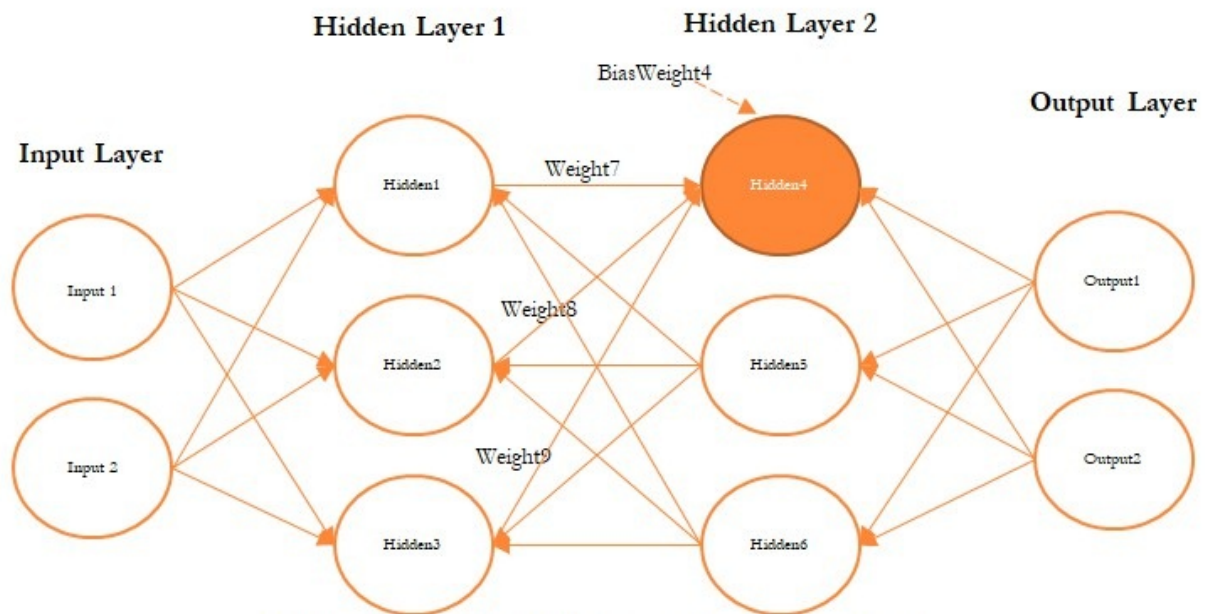 Hidden Layer 1
Hidden Layer 2
BiasWeight4
Output Layer
Input Layer
Weight7
Hidden1
Hidden4
Input 1
Output1
Weight8
Hidden2
Hidden5
Weight9
Input 2
Output2
Hidden3
Hidden6